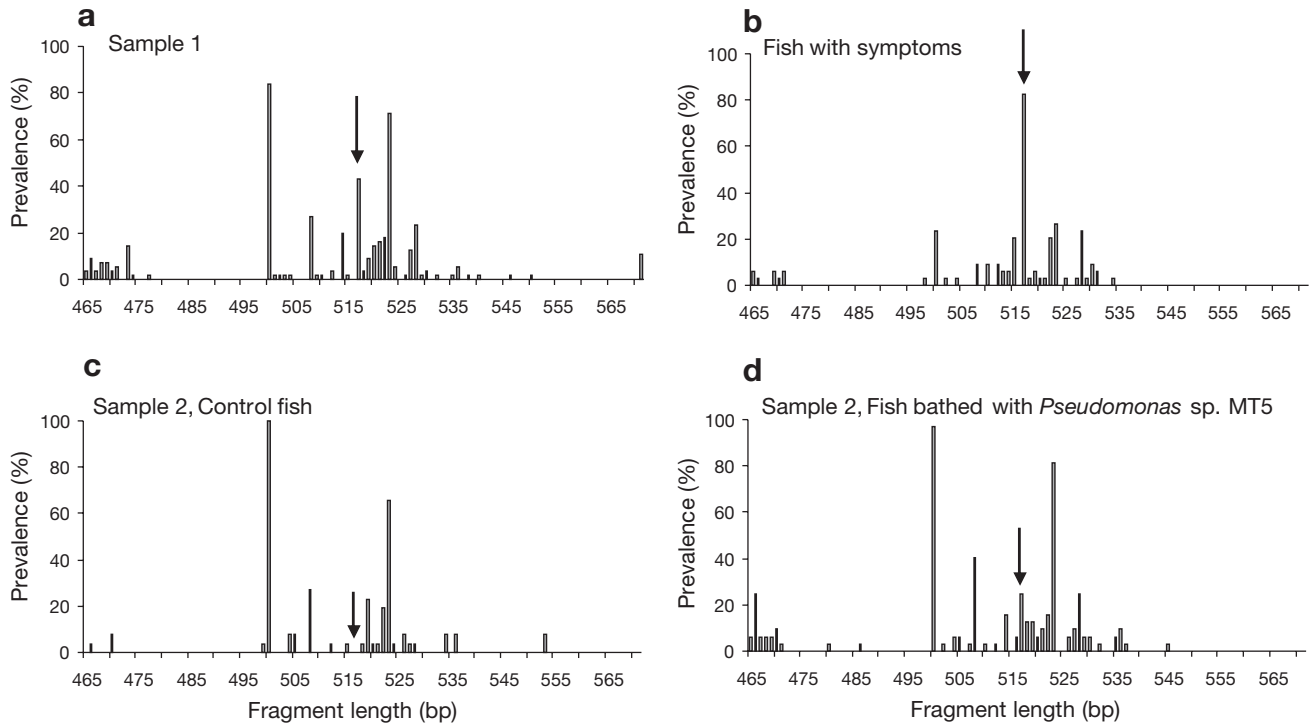 a
Sample 1
Prevalence (%)
100
80
60
40
20
0
465 475 485 495 505 515 525 535 545 555 565
b
Fish with symptoms
Prevalence (%)
100
80
60
40
20
0
465 475 485 495 505 515 525 535 545 555 565
c
Sample 2, Control fish
Prevalence (%)
100
80
60
40
20
0
465 475 485 495 505 515 525 535 545 555 565
Fragment length (bp)
d
Sample 2, Fish bathed with Pseudomonas sp. MT5
Prevalence (%)
100
80
60
40
20
0
465 475 485 495 505 515 525 535 545 555 565
Fragment length (bp)